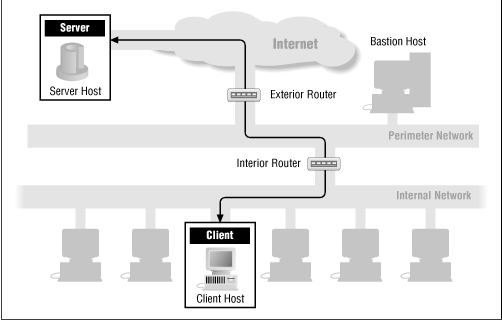 Server
Server Host
Internet
Bastion Host
Exterior Router
Perimeter Network
Interior Router
Internal Network
Client
Client Host